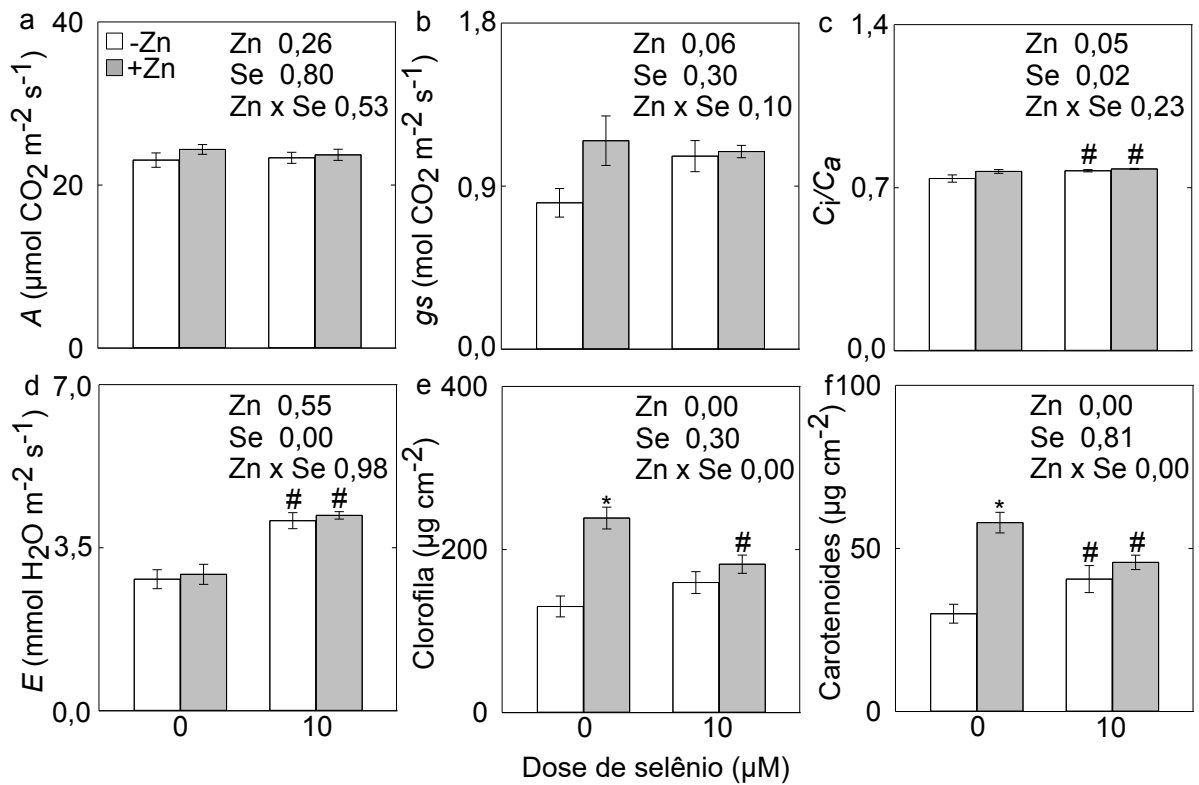 a
40
20
0
A (µmol CO2 m-2 s-1)
-Zn
+Zn
Zn 0,26
Se 0,80
Zn x Se 0,53
b
1,8
0,9
0,0
gs (mol CO2 m-2 s-1)
Zn 0,06
Se 0,30
Zn x Se 0,10
c
1,4
0,7
0,0
Ci/Ca
Zn 0,05
Se 0,02
Zn x Se 0,23
# #
d
7,0
3,5
0,0
E (mmol H2O m-2 s-1)
Zn 0,55
Se 0,00
Zn x Se 0,98
# #
0 10
e
400
200
0
Clorofila (µg cm-2)
Zn 0,00
Se 0,30
Zn x Se 0,00
* #
0 10
f
100
50
0
Carotenoides (µg cm-2)
Zn 0,00
Se 0,81
Zn x Se 0,00
* # #
0 10
Dose de selênio (µM)